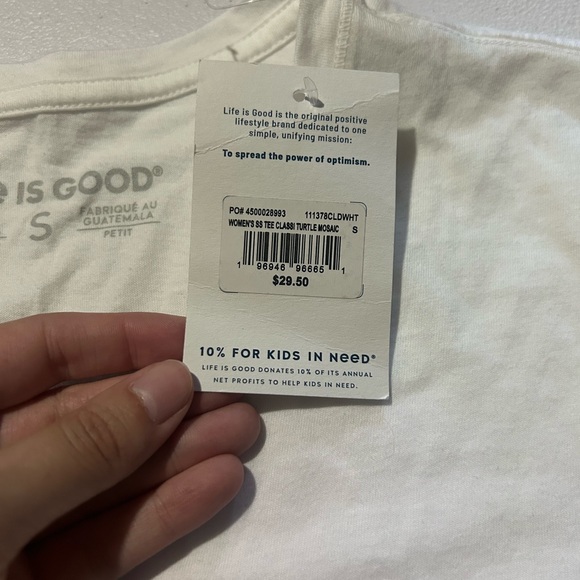 Life is Good is the original positive
lifestyle brand dedicated to one
simple, unifying mission:
To spread the power of optimism.
PO# 4500028993 111378CLDWHT
WOMEN'S SS TEE CLASSI TURTLE MOSAIC S
1 96946 96665 1
$29.50
10% FOR KIDS IN NeeD®
LIFE IS GOOD DONATES 10% OF ITS ANNUAL
NET PROFITS TO HELP KIDS IN NEED.
e IS GOOD®
S
FABRIQUÉ AU
GUATEMALA
PETIT